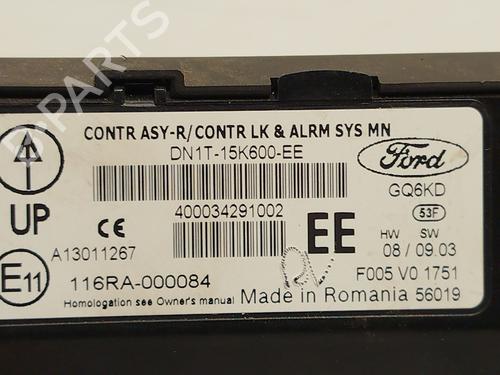 CONTR ASY-R/CONTR LK & ALRM SYS MN
DN1T-15K600-EE
Ford
GQ6KD
53F
UP
CE
400034291002
EE
HW SW
08 / 09.03
A13011267
E11
116RA-000084
F005 V0 1751
Homologation see Owner's manual
Made in Romania 56019